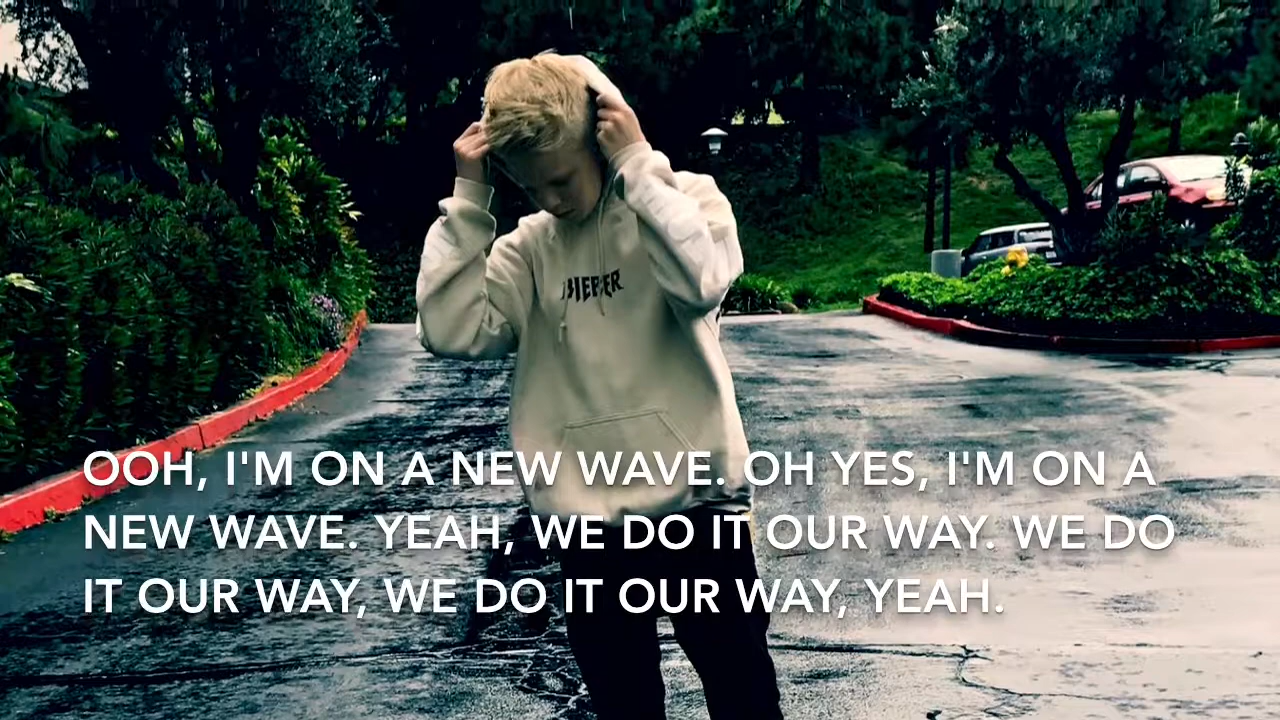 BIEBER
OOH, I'M ON A NEW WAVE. OH YES, I'M ON A
NEW WAVE. YEAH, WE DO IT OUR WAY. WE DO
IT OUR WAY, WE DO IT OUR WAY, YEAH.